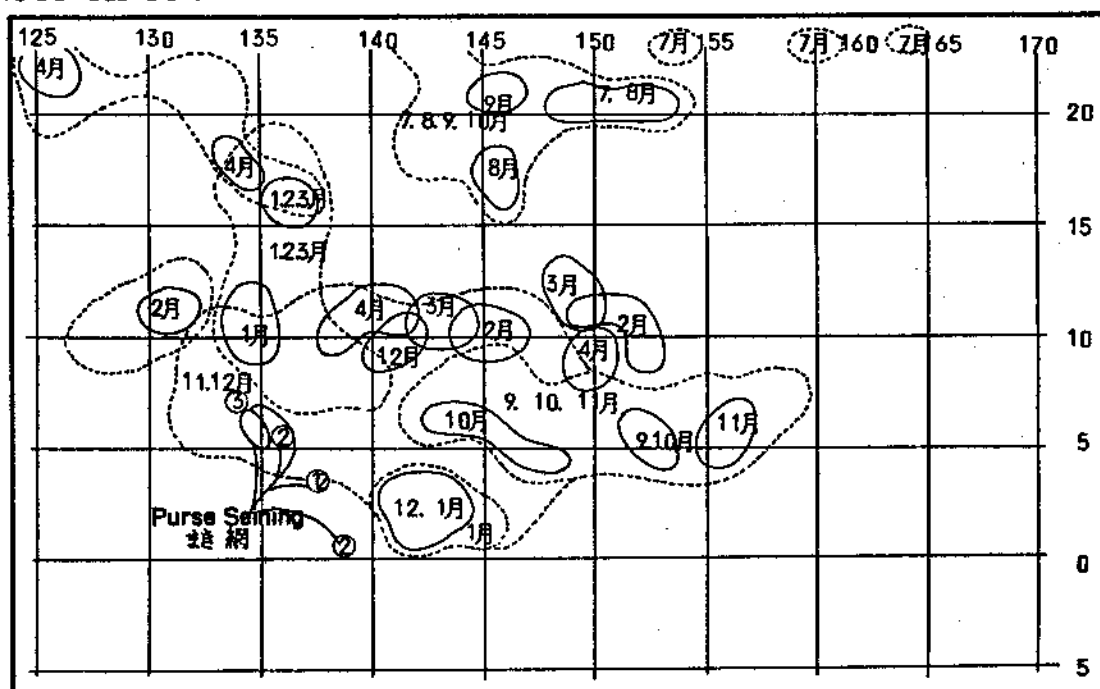 125 130 135 140 145 150 7月 155 7月 160 7月 65 170
4月
9月 7. 8月
7. 8. 9. 10月 20
4月 8月
1.2.3月
15
1.2.3月
3月
2月 1月 4月 3月 2月 2月
1.2月 4月 10
11.12月 9. 10. 11月
③
10月 11月
② 9.10月 5
②
12. 1月
Purse Seining 1月
まき網 ②
0
5